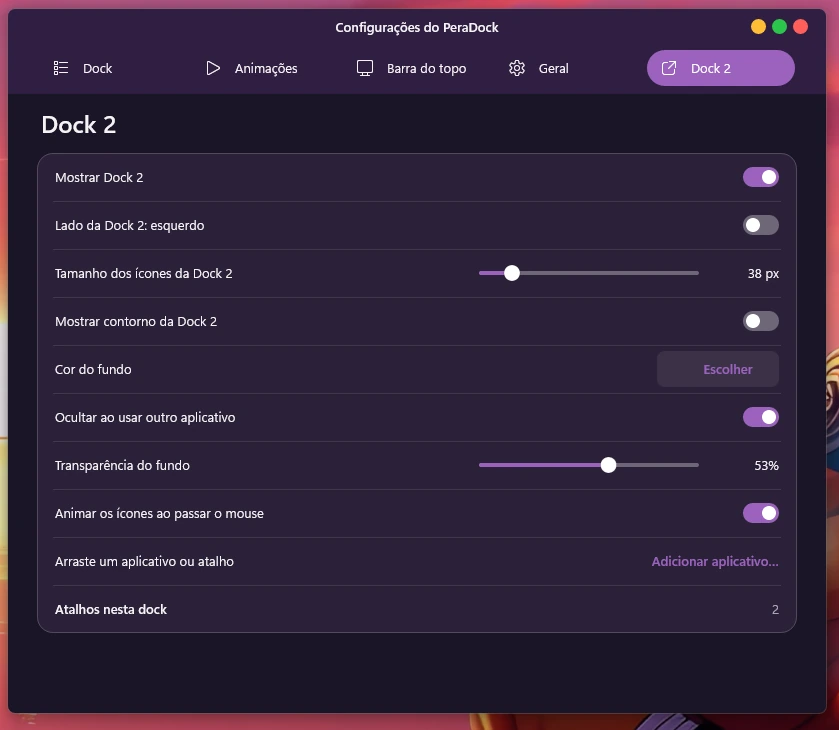 Configurações do PeraDock
Dock
Animações
Barra do topo
Geral
Dock 2
Dock 2
Mostrar Dock 2
Lado da Dock 2: esquerdo
Tamanho dos ícones da Dock 2
38 px
Mostrar contorno da Dock 2
Cor do fundo
Escolher
Ocultar ao usar outro aplicativo
Transparência do fundo
53%
Animar os ícones ao passar o mouse
Arraste um aplicativo ou atalho
Adicionar aplicativo...
Atalhos nesta dock
2